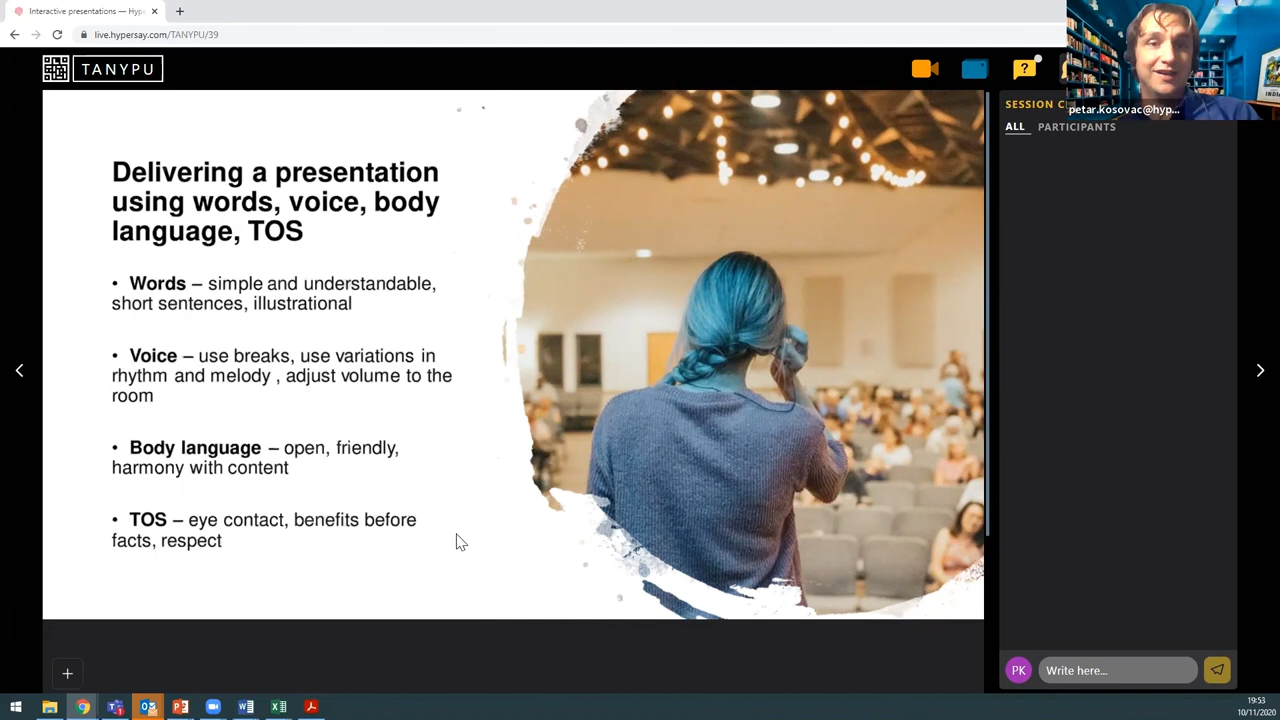 Interactive presentations — Hype
live.hypersay.com/TANYPU/39
TANYPU
?
SESSION C
petar.kosovac@hyp...
ALL PARTICIPANTS
INDIA
Delivering a presentation
using words, voice, body
language, TOS
• Words – simple and understandable,
short sentences, illustrational
• Voice – use breaks, use variations in
rhythm and melody , adjust volume to the
room
• Body language – open, friendly,
harmony with content
• TOS – eye contact, benefits before
facts, respect
PK
Write here...
19:53
10/11/2020